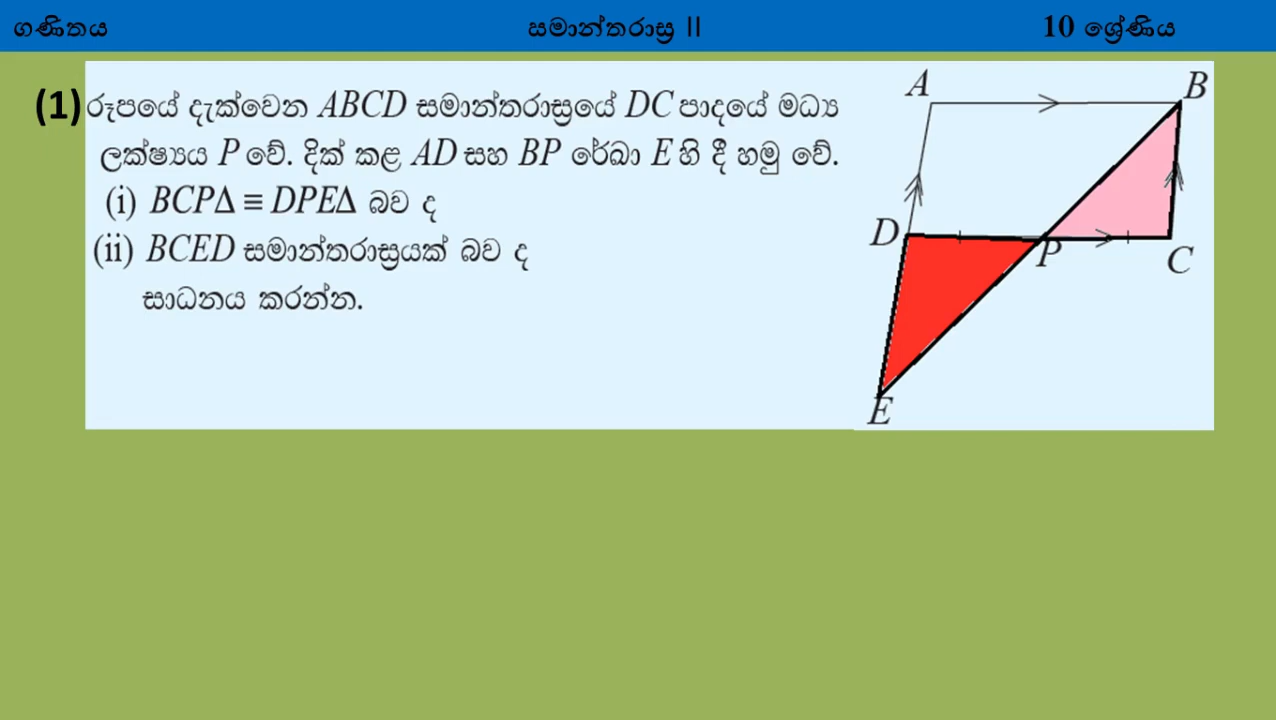 ගණිතය සමාන්තරාස්‍ර II 10 ශ්‍රේණිය
(1) රූපයේ දැක්වෙන ABCD සමාන්තරාස්‍රයේ DC පාදයේ මධ්‍ය
ලක්ෂ්‍යය P වේ. දික් කළ AD සහ BP රේඛා E හි දී හමු වේ.
(i) BCPΔ ≡ DPEΔ බව ද
(ii) BCED සමාන්තරාස්‍රයක් බව ද
සාධනය කරන්න.
A
B
D
P
C
E